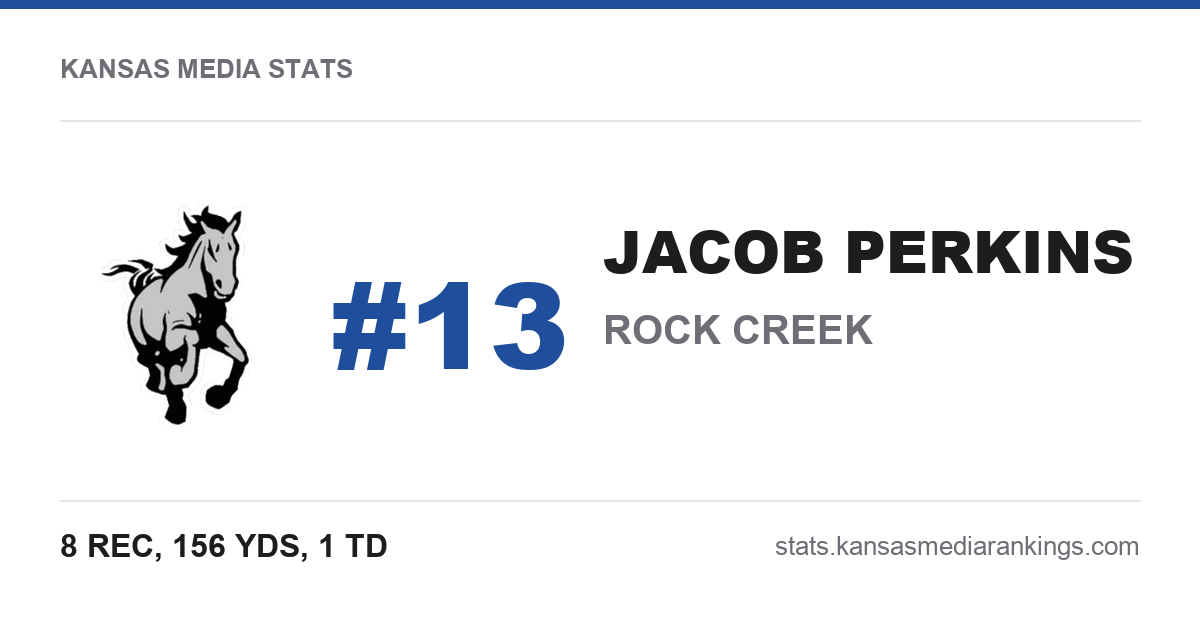 KANSAS MEDIA STATS
#13
JACOB PERKINS
ROCK CREEK
8 REC, 156 YDS, 1 TD
stats.kansasmediarankings.com